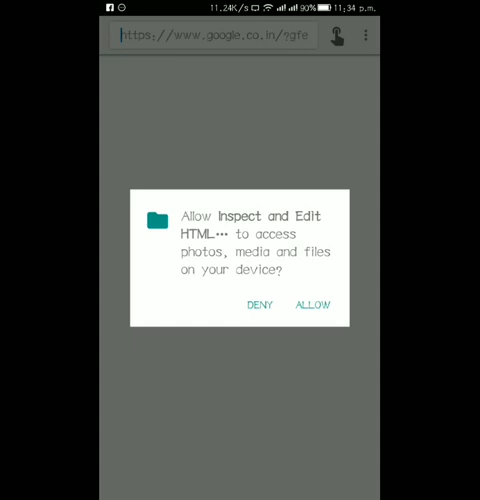 11.24K/s 90% 11:34 p.m.
https://www.google.co.in/?gfe
Allow Inspect and Edit
HTML... to access
photos, media and files
on your device?
DENY ALLOW